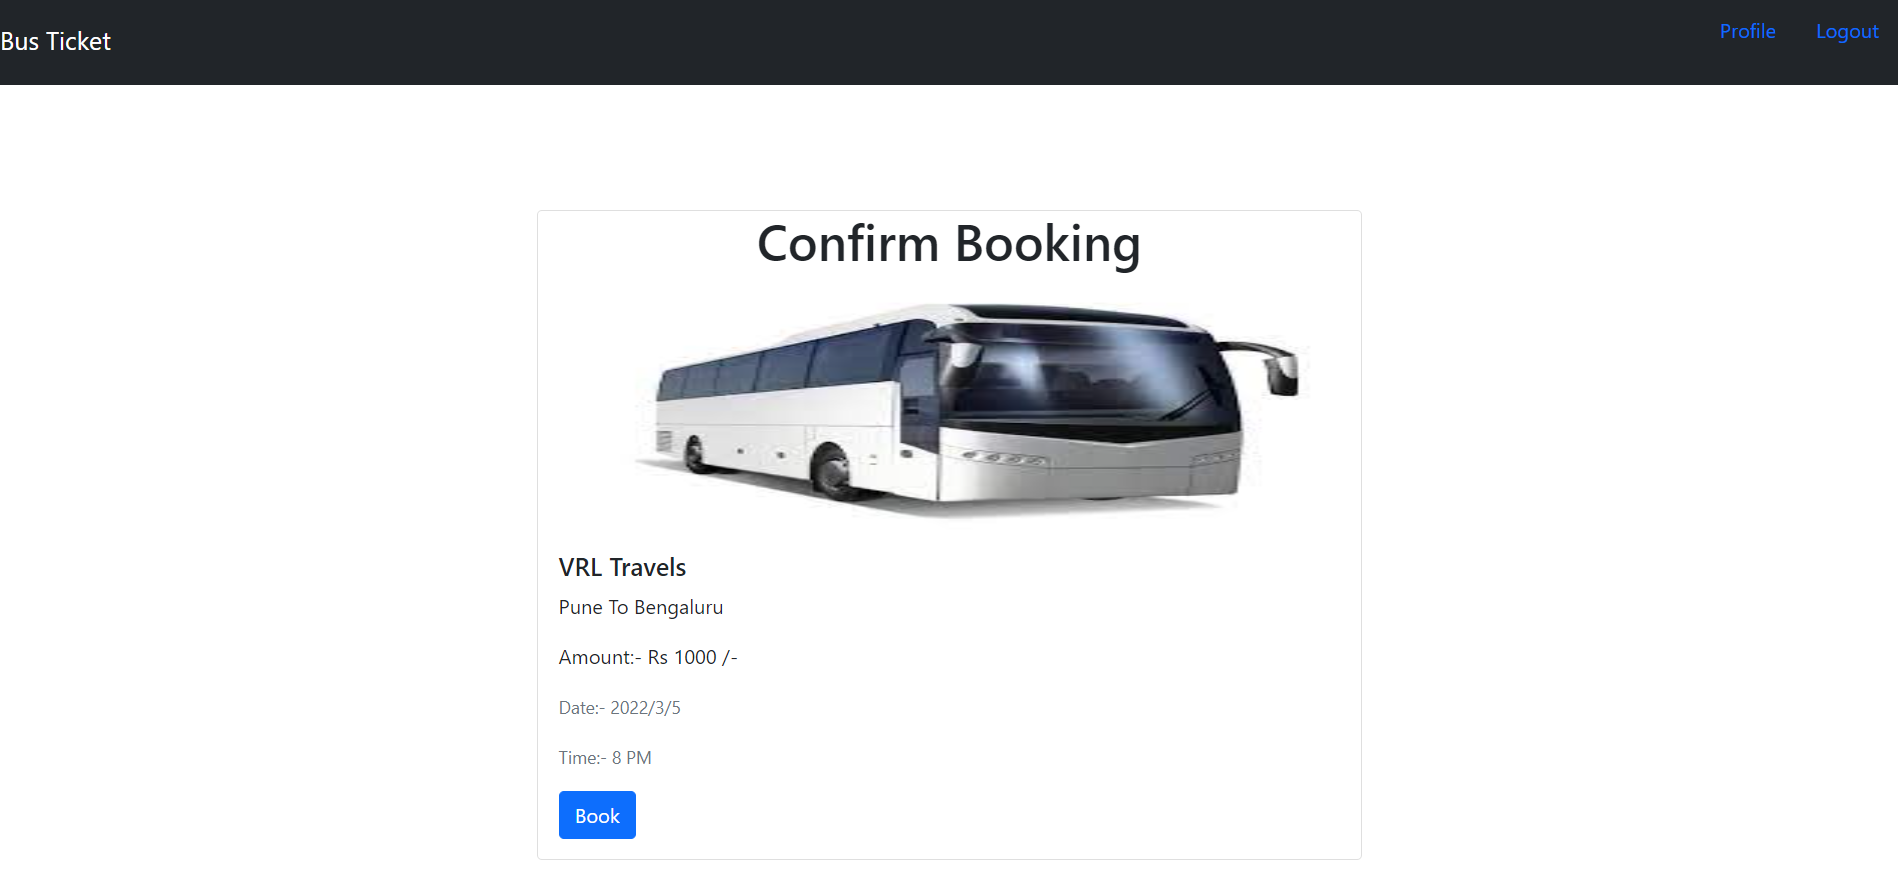 Bus Ticket
Profile
Logout
Confirm Booking
VRL Travels
Pune To Bengaluru
Amount:- Rs 1000 /-
Date:- 2022/3/5
Time:- 8 PM
Book